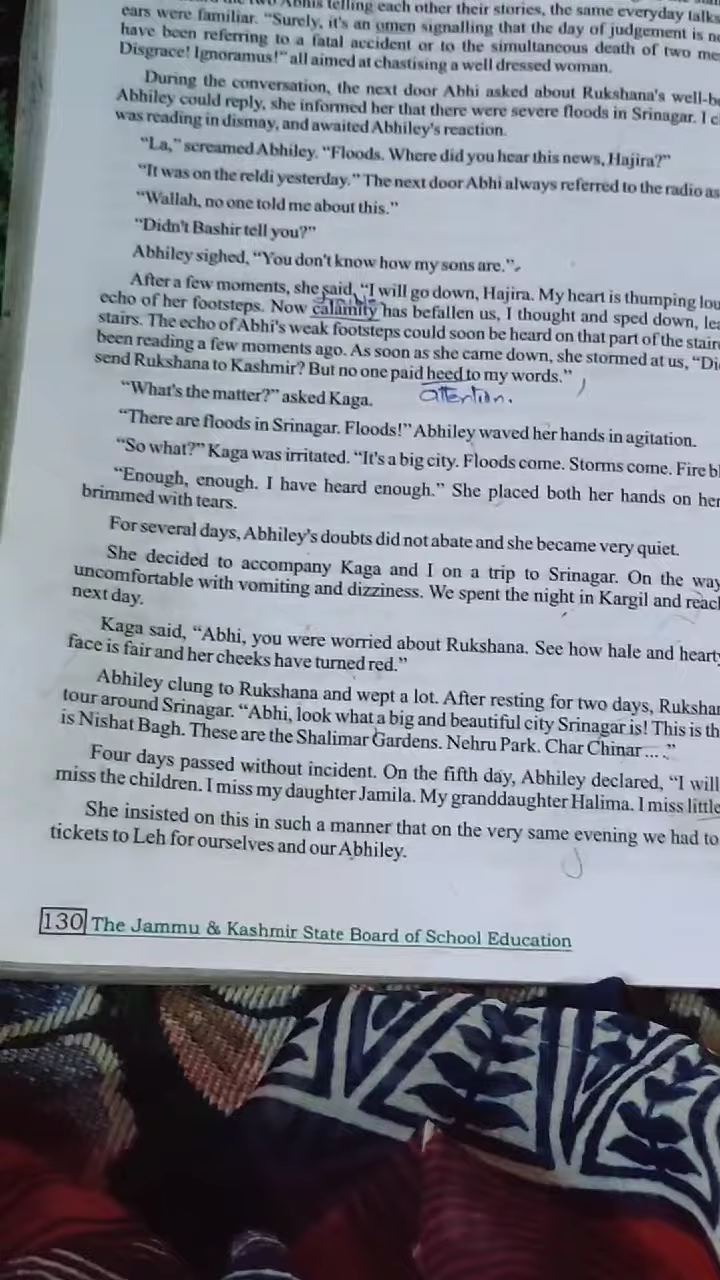 the two Abhis telling each other their stories, the same everyday talks
ears were familiar. “Surely, it's an omen signalling that the day of judgement is
have been referring to a fatal accident or to the simultaneous death of two
Disgrace! Ignoramus!” all aimed at chastising a well dressed woman.
During the conversation, the next door Abhi asked about Rukshana's
Abhiley could reply, she informed her that there were severe floods in Srinagar. I
was reading in dismay, and awaited Abhiley's reaction.
“La,” screamed Abhiley. “Floods. Where did you hear this news, Hajira?”
“It was on the reldi yesterday.” The next door Abhi always referred to the radio as
“Wallah, no one told me about this.”
“Didn't Bashir tell you?”
Abhiley sighed, “You don't know how my sons are.”
After a few moments, she said, “I will go down, Hajira. My heart is thumping
echo of her footsteps. Now calamity has befallen us, I thought and sped down,
stairs. The echo of Abhi's weak footsteps could soon be heard on that part of the
been reading a few moments ago. As soon as she came down, she stormed at us,
send Rukshana to Kashmir? But no one paid heed to my words.”
attention.
“What's the matter?” asked Kaga.
“There are floods in Srinagar. Floods!” Abhiley waved her hands in agitation.
“So what?” Kaga was irritated. “It's a big city. Floods come. Storms come. Fire
“Enough, enough. I have heard enough.” She placed both her hands on her
brimmed with tears.
For several days, Abhiley's doubts did not abate and she became very quiet.
She decided to accompany Kaga and I on a trip to Srinagar. On the way
uncomfortable with vomiting and dizziness. We spent the night in Kargil and
next day.
Kaga said, “Abhi, you were worried about Rukshana. See how hale and hearty
face is fair and her cheeks have turned red.”
Abhiley clung to Rukshana and wept a lot. After resting for two days,
tour around Srinagar. “Abhi, look what a big and beautiful city Srinagar is! This is
is Nishat Bagh. These are the Shalimar Gardens. Nehru Park. Char Chinar ... .”
Four days passed without incident. On the fifth day, Abhiley declared, “I will
miss the children. I miss my daughter Jamila. My granddaughter Halima. I miss little
She insisted on this in such a manner that on the very same evening we had to
tickets to Leh for ourselves and our Abhiley.
130 The Jammu & Kashmir State Board of School Education